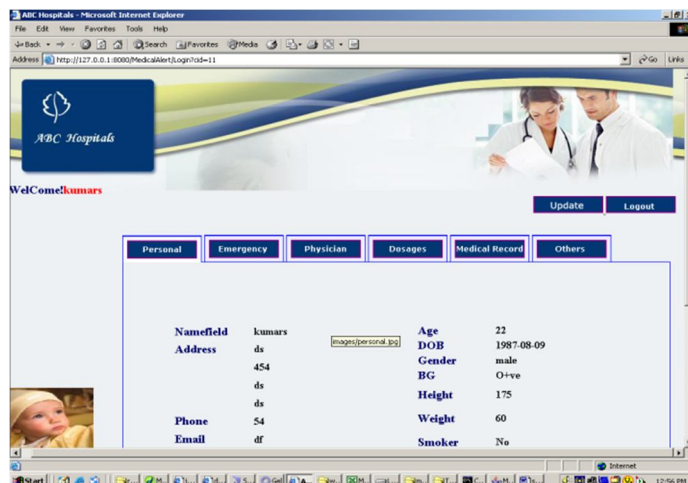 ABC Hospitals - Microsoft Internet Explorer
File Edit View Favorites Tools Help
Back Search Favorites Media
Address http://127.0.0.1:8080/MedicalAlert/Login?cid=11 Go Links
ABC Hospitals
WelCome!kumars
Update Logout
Personal Emergency Physician Dosages Medical Record Others
Namefield kumars Age 22
images/personal.jpg
Address ds DOB 1987-08-09
454 Gender male
BG O+ve
ds Height 175
ds
Phone 54 Weight 60
Email df Smoker No
Internet
Start 12:56 PM